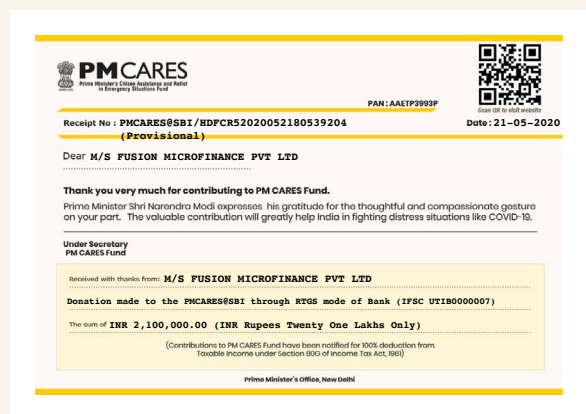 PM CARES
Prime Minister's Citizen Assistance and Relief
in Emergency Situations Fund
Scan QR to visit website
PAN : AAETP3993P
Receipt No : PMCARES@SBI/HDFCR52020052180539204
(Provisional)
Date : 21-05-2020
Dear M/S FUSION MICROFINANCE PVT LTD
Thank you very much for contributing to PM CARES Fund.
Prime Minister Shri Narendra Modi expresses his gratitude for the thoughtful and compassionate gesture
on your part. The valuable contribution will greatly help India in fighting distress situations like COVID-19.
Under Secretary
PM CARES Fund
Received with thanks from: M/S FUSION MICROFINANCE PVT LTD
Donation made to the PMCARES@SBI through RTGS mode of Bank (IFSC UTIB0000007)
The sum of INR 2,100,000.00 (INR Rupees Twenty One Lakhs Only)
(Contributions to PM CARES Fund have been notified for 100% deduction from
Taxable Income under Section 80G of Income Tax Act, 1961)
Prime Minister's Office, New Delhi